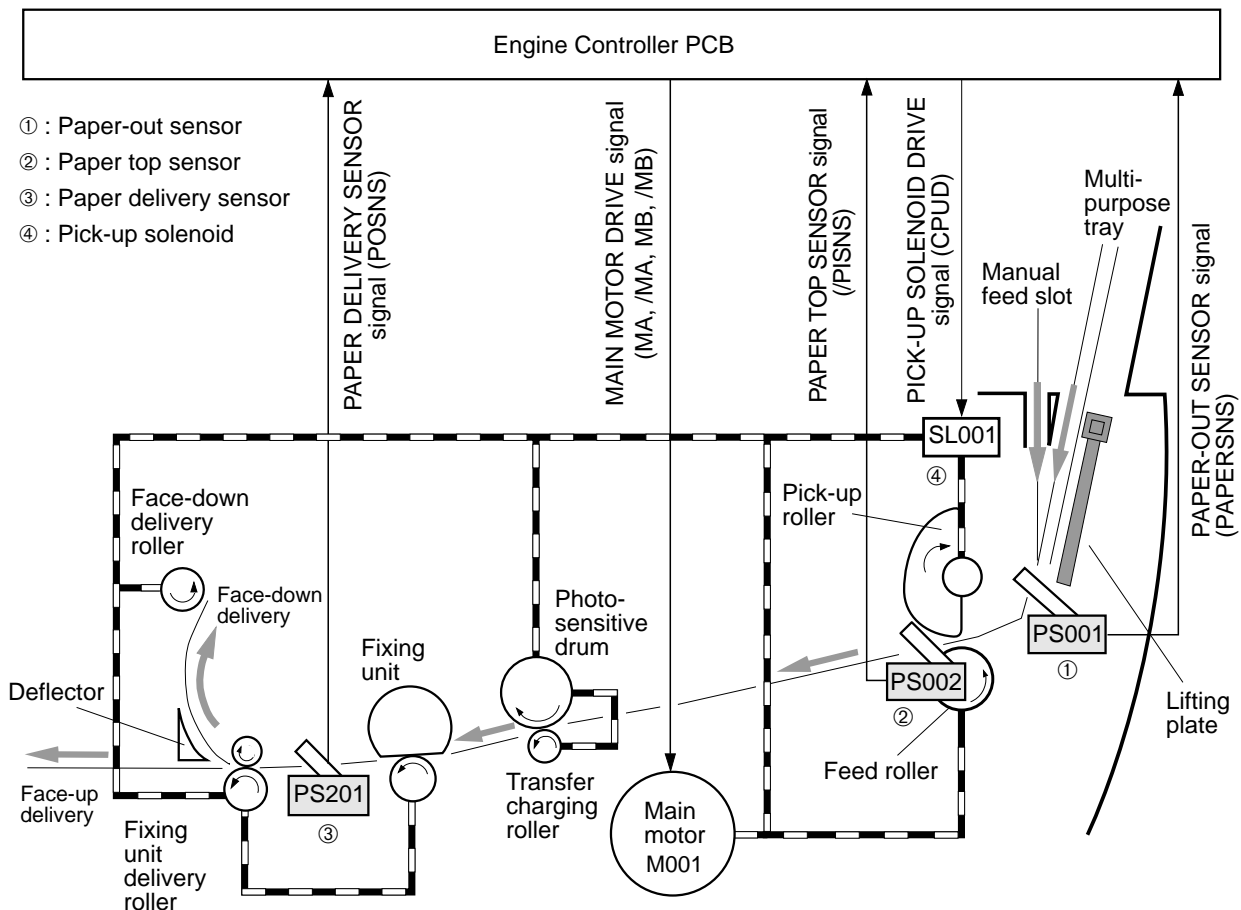 Engine Controller PCB
① : Paper-out sensor
② : Paper top sensor
③ : Paper delivery sensor
④ : Pick-up solenoid
PAPER DELIVERY SENSOR
signal (POSNS)
MAIN MOTOR DRIVE signal
(MA, /MA, MB, /MB)
PAPER TOP SENSOR signal
(/PISNS)
PICK-UP SOLENOID DRIVE
signal (CPUD)
Multi-
purpose
tray
Manual
feed slot
PAPER-OUT SENSOR signal
(PAPERSNS)
SL001
④
Pick-up
roller
Face-down
delivery
roller
Face-down
delivery
Photo-
sensitive
drum
Fixing
unit
PS001
①
PS002
②
Deflector
Lifting
plate
Feed roller
Face-up
delivery
PS201
③
Transfer
charging
roller
Main
motor
M001
Fixing
unit
delivery
roller